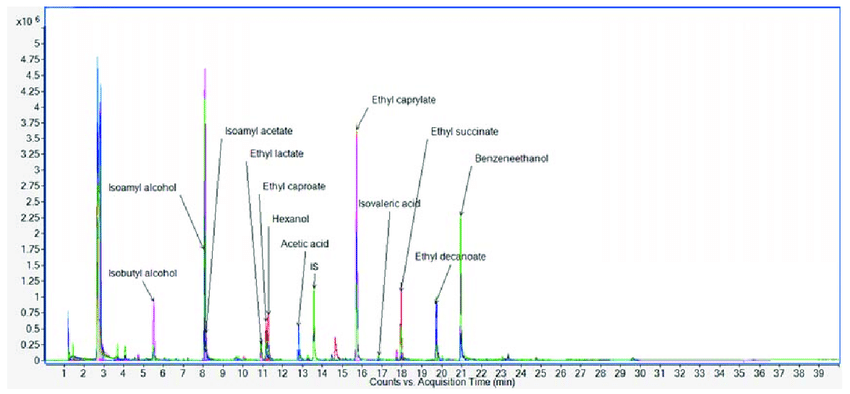 x10 6
5
4.75
4.5
4.25
4
3.75
3.5
3.25
3
2.75
2.5
2.25
2
1.75
1.5
1.25
1
0.75
0.5
0.25
0
Ethyl caprylate
Isoamyl acetate
Ethyl succinate
Ethyl lactate
Benzeneethanol
Isoamyl alcohol
Ethyl caproate
Isovaleric acid
Hexanol
Acetic acid
Ethyl decanoate
Isobutyl alcohol
IS
1 2 3 4 5 6 7 8 9 10 11 12 13 14 15 16 17 18 19 20 21 22 23 24 25 26 27 28 29 30 31 32 33 34 35 36 37 38 39
Counts vs. Acquisition Time (min)